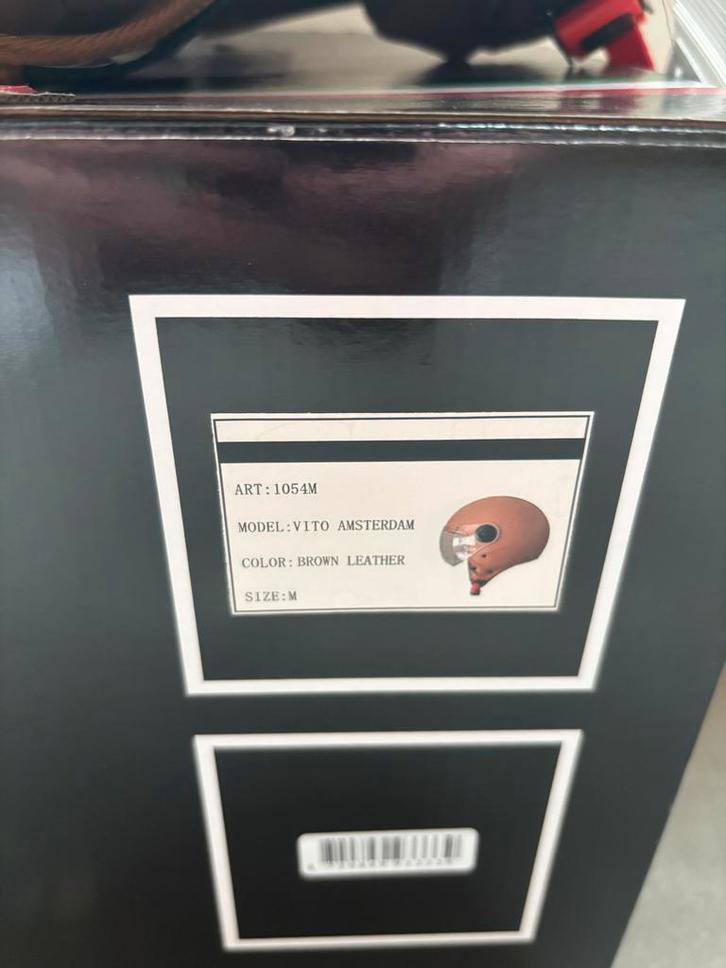 ART:1054M
MODEL:VITO AMSTERDAM
COLOR:BROWN LEATHER
SIZE:M